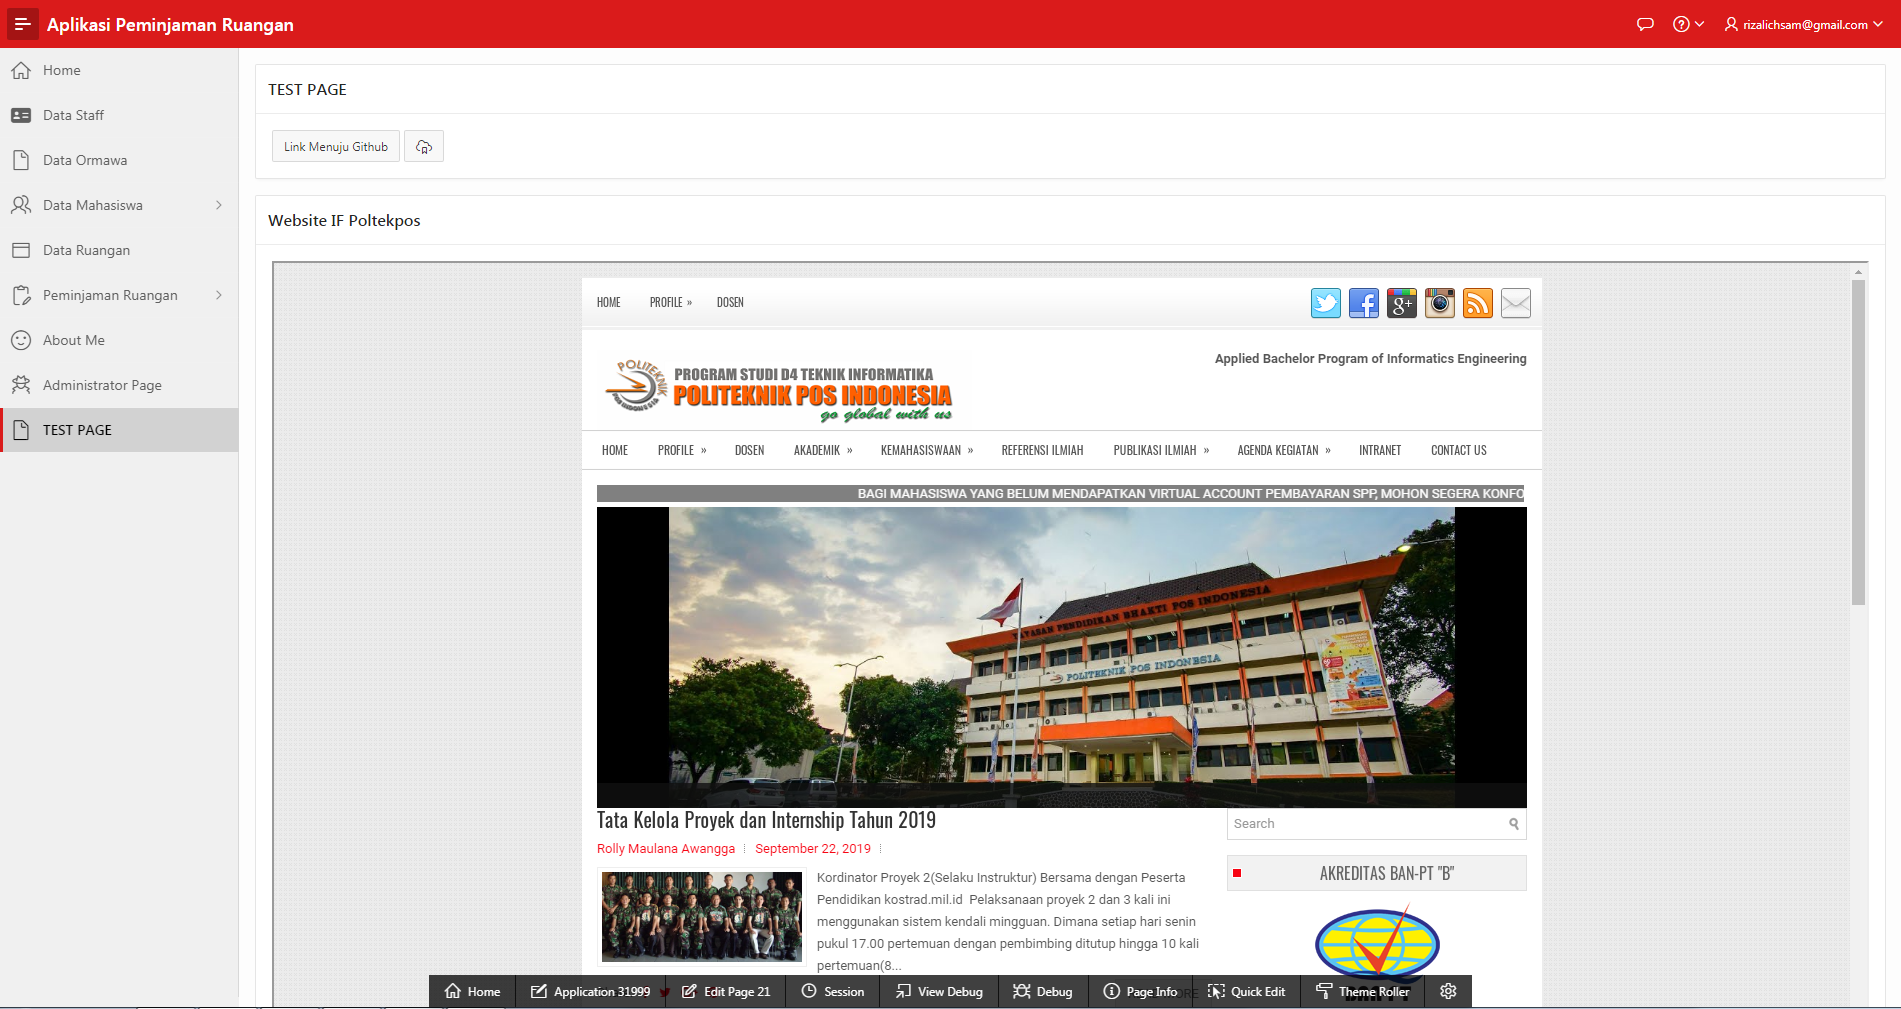 Aplikasi Peminjaman Ruangan
rizalichsam@gmail.com
Home
Data Staff
Data Ormawa
Data Mahasiswa
Data Ruangan
Peminjaman Ruangan
About Me
Administrator Page
TEST PAGE
TEST PAGE
Link Menuju Github
Website IF Poltekpos
HOME PROFILE » DOSEN
Applied Bachelor Program of Informatics Engineering
POLITEKNIK
POS INDONESIA
PROGRAM STUDI D4 TEKNIK INFORMATIKA
POLITEKNIK POS INDONESIA
go global with us
HOME PROFILE » DOSEN AKADEMIK » KEMAHASISWAAN » REFERENSI ILMIAH PUBLIKASI ILMIAH » AGENDA KEGIATAN » INTRANET CONTACT US
BAGI MAHASISWA YANG BELUM MENDAPATKAN VIRTUAL ACCOUNT PEMBAYARAN SPP, MOHON SEGERA KONFO
YAYASAN PENDIDIKAN BHAKTI POS INDONESIA
POLITEKNIK POS INDONESIA
Tata Kelola Proyek dan Internship Tahun 2019
Rolly Maulana Awangga September 22, 2019
Kordinator Proyek 2(Selaku Instruktur) Bersama dengan Peserta
Pendidikan kostrad.mil.id Pelaksanaan proyek 2 dan 3 kali ini
menggunakan sistem kendali mingguan. Dimana setiap hari senin
pukul 17.00 pertemuan dengan pembimbing ditutup hingga 10 kali
pertemuan(8...
Search
AKREDITAS BAN-PT "B"
Home Application 31999 Edit Page 21 Session View Debug Debug Page Info Quick Edit Theme Roller